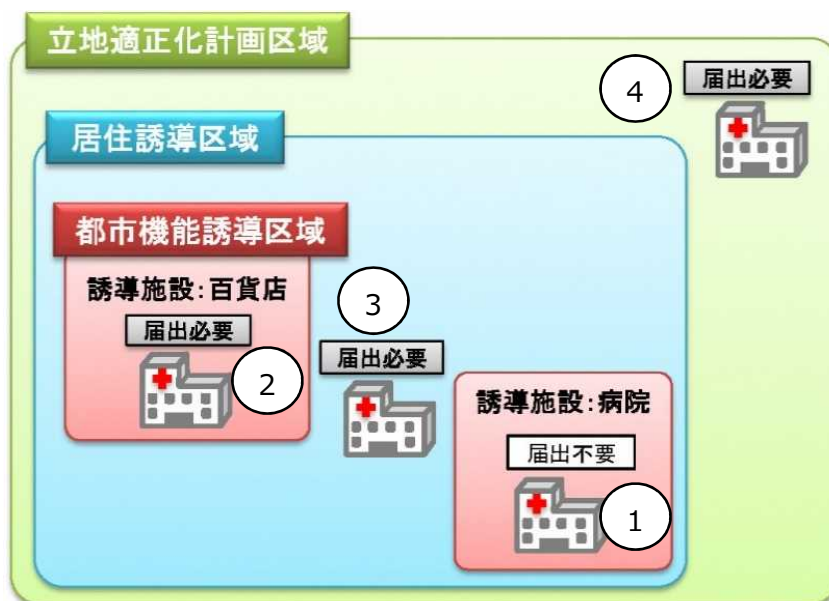 立地適正化計画区域
4
届出必要
居住誘導区域
都市機能誘導区域
誘導施設:百貨店
届出必要
2
3
届出必要
誘導施設:病院
届出不要
1